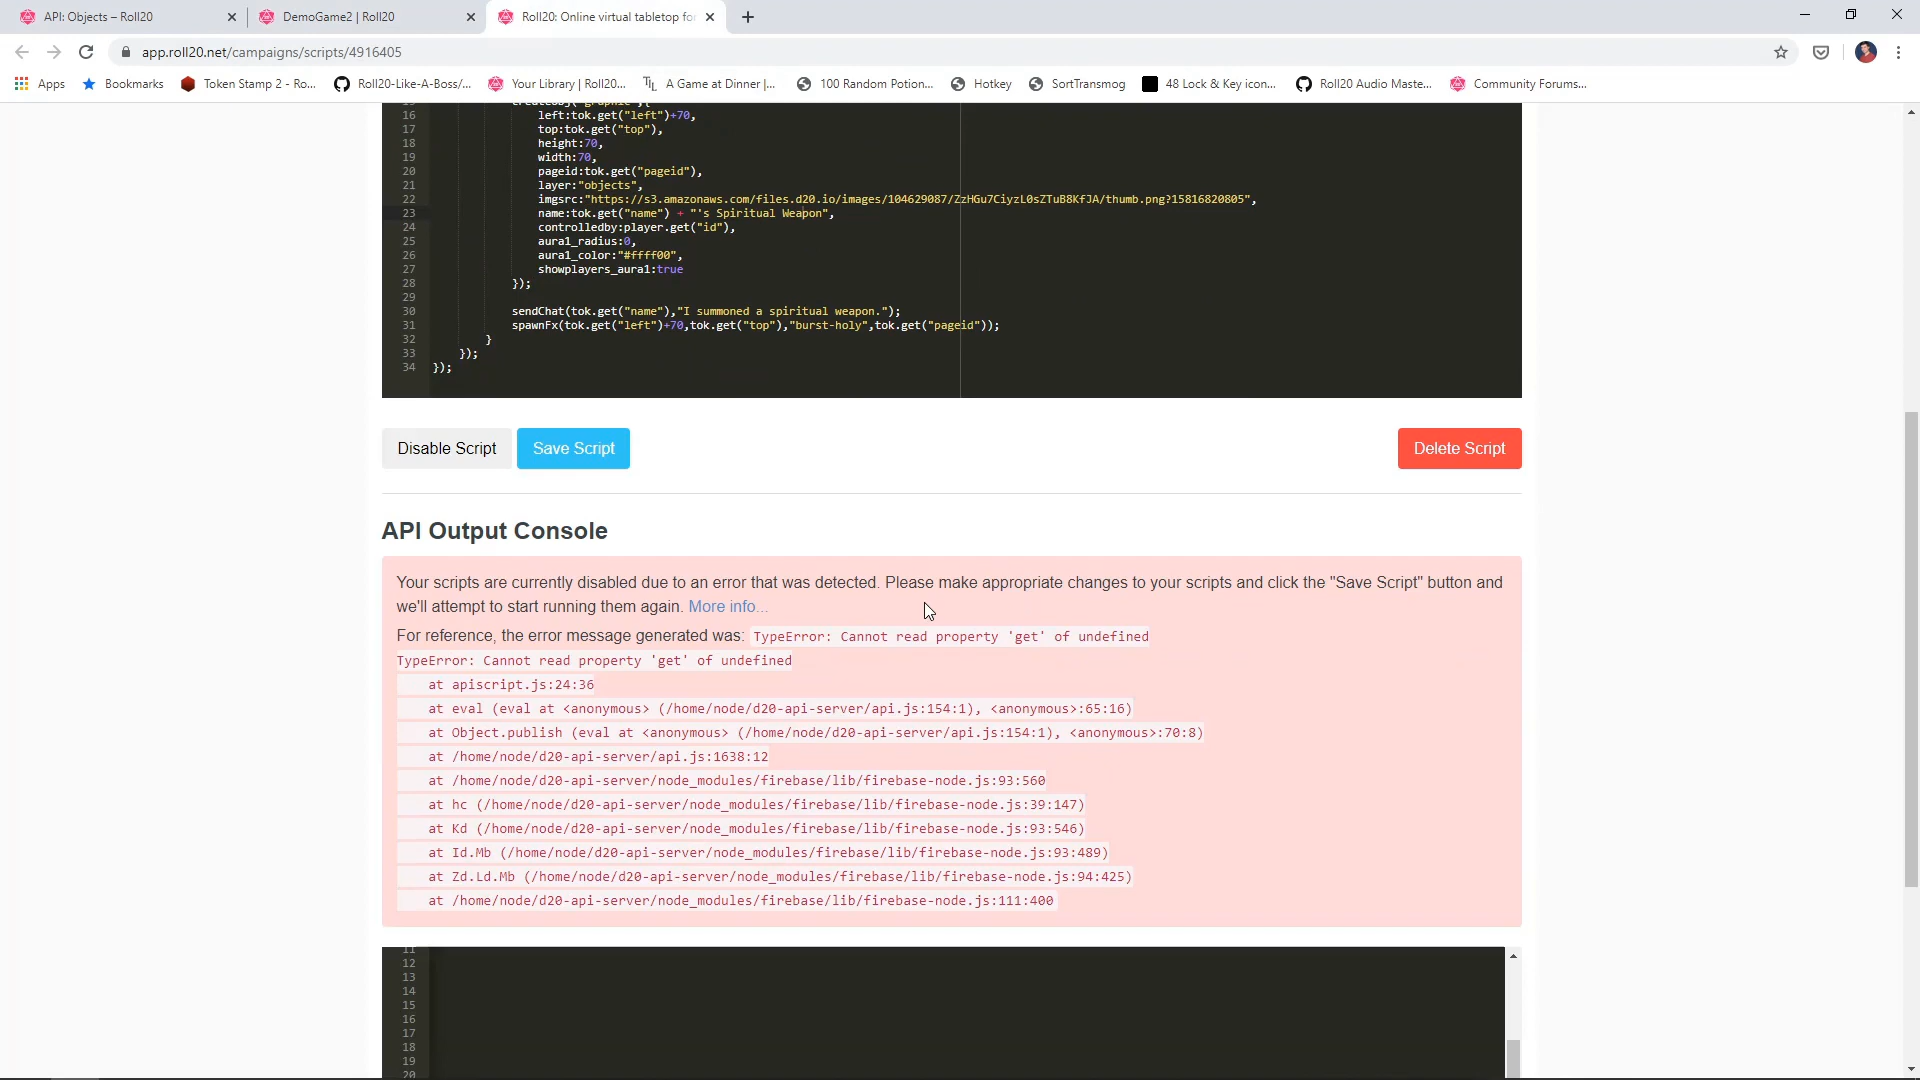 API: Objects – Roll20
DemoGame2 | Roll20
Roll20: Online virtual tabletop for
app.roll20.net/campaigns/scripts/4916405
Apps
Bookmarks
Token Stamp 2 - Ro...
Roll20-Like-A-Boss/...
Your Library | Roll20...
A Game at Dinner |...
100 Random Potion...
Hotkey
SortTransmog
48 Lock & Key icon...
Roll20 Audio Maste...
Community Forums...
15 createObj("graphic",{
16 left:tok.get("left")+70,
17 top:tok.get("top"),
18 height:70,
19 width:70,
20 pageid:tok.get("pageid"),
21 layer:"objects",
22 imgsrc:"https://s3.amazonaws.com/files.d20.io/images/104629087/ZzHGu7CiyzL0sZTuB8KfJA/thumb.png?15816820805",
23 name:tok.get("name") + "'s Spiritual Weapon",
24 controlledby:player.get("id"),
25 aura1_radius:0,
26 aura1_color:"#ffff00",
27 showplayers_aura1:true
28 });
29
30 sendChat(tok.get("name"),"I summoned a spiritual weapon.");
31 spawnFx(tok.get("left")+70,tok.get("top"),"burst-holy",tok.get("pageid"));
32 }
33 });
34 });
Disable Script
Save Script
Delete Script
API Output Console
Your scripts are currently disabled due to an error that was detected. Please make appropriate changes to your scripts and click the "Save Script" button and
we'll attempt to start running them again. More info...
For reference, the error message generated was: TypeError: Cannot read property 'get' of undefined
TypeError: Cannot read property 'get' of undefined
at apiscript.js:24:36
at eval (eval at <anonymous> (/home/node/d20-api-server/api.js:154:1), <anonymous>:65:16)
at Object.publish (eval at <anonymous> (/home/node/d20-api-server/api.js:154:1), <anonymous>:70:8)
at /home/node/d20-api-server/api.js:1638:12
at /home/node/d20-api-server/node_modules/firebase/lib/firebase-node.js:93:560
at hc (/home/node/d20-api-server/node_modules/firebase/lib/firebase-node.js:39:147)
at Kd (/home/node/d20-api-server/node_modules/firebase/lib/firebase-node.js:93:546)
at Id.Mb (/home/node/d20-api-server/node_modules/firebase/lib/firebase-node.js:93:489)
at Zd.Ld.Mb (/home/node/d20-api-server/node_modules/firebase/lib/firebase-node.js:94:425)
at /home/node/d20-api-server/node_modules/firebase/lib/firebase-node.js:111:400
11
12
13
14
15
16
17
18
19
20